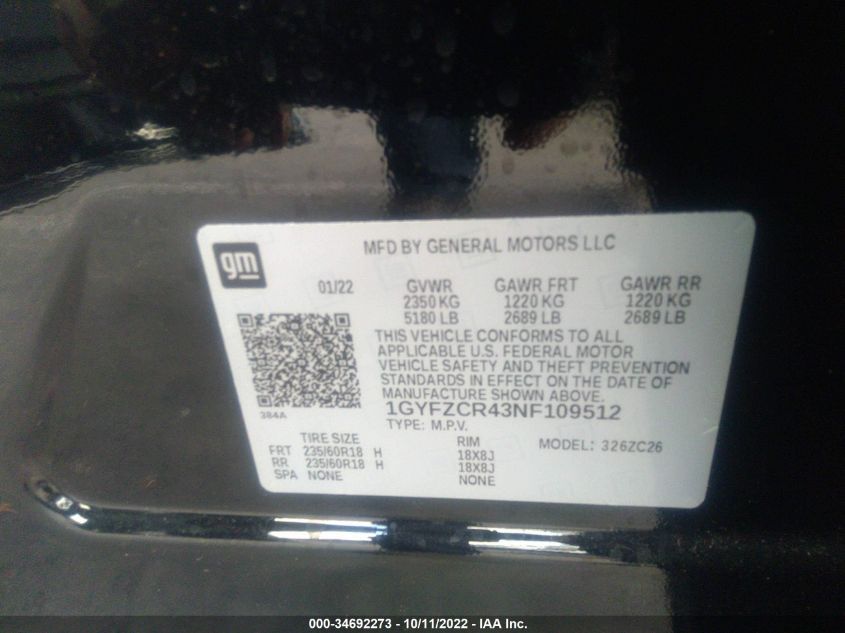 gm
MFD BY GENERAL MOTORS LLC
01/22 GVWR GAWR FRT GAWR RR
2350 KG 1220 KG 1220 KG
5180 LB 2689 LB 2689 LB
THIS VEHICLE CONFORMS TO ALL
APPLICABLE U.S. FEDERAL MOTOR
VEHICLE SAFETY AND THEFT PREVENTION
STANDARDS IN EFFECT ON THE DATE OF
MANUFACTURE SHOWN ABOVE.
384A
1GYFZCR43NF109512
TYPE: M.P.V.
TIRE SIZE RIM MODEL: 326ZC26
FRT 235/60R18 H 18X8J
RR 235/60R18 H 18X8J
SPA NONE NONE
000-34692273 - 10/11/2022 - IAA Inc.